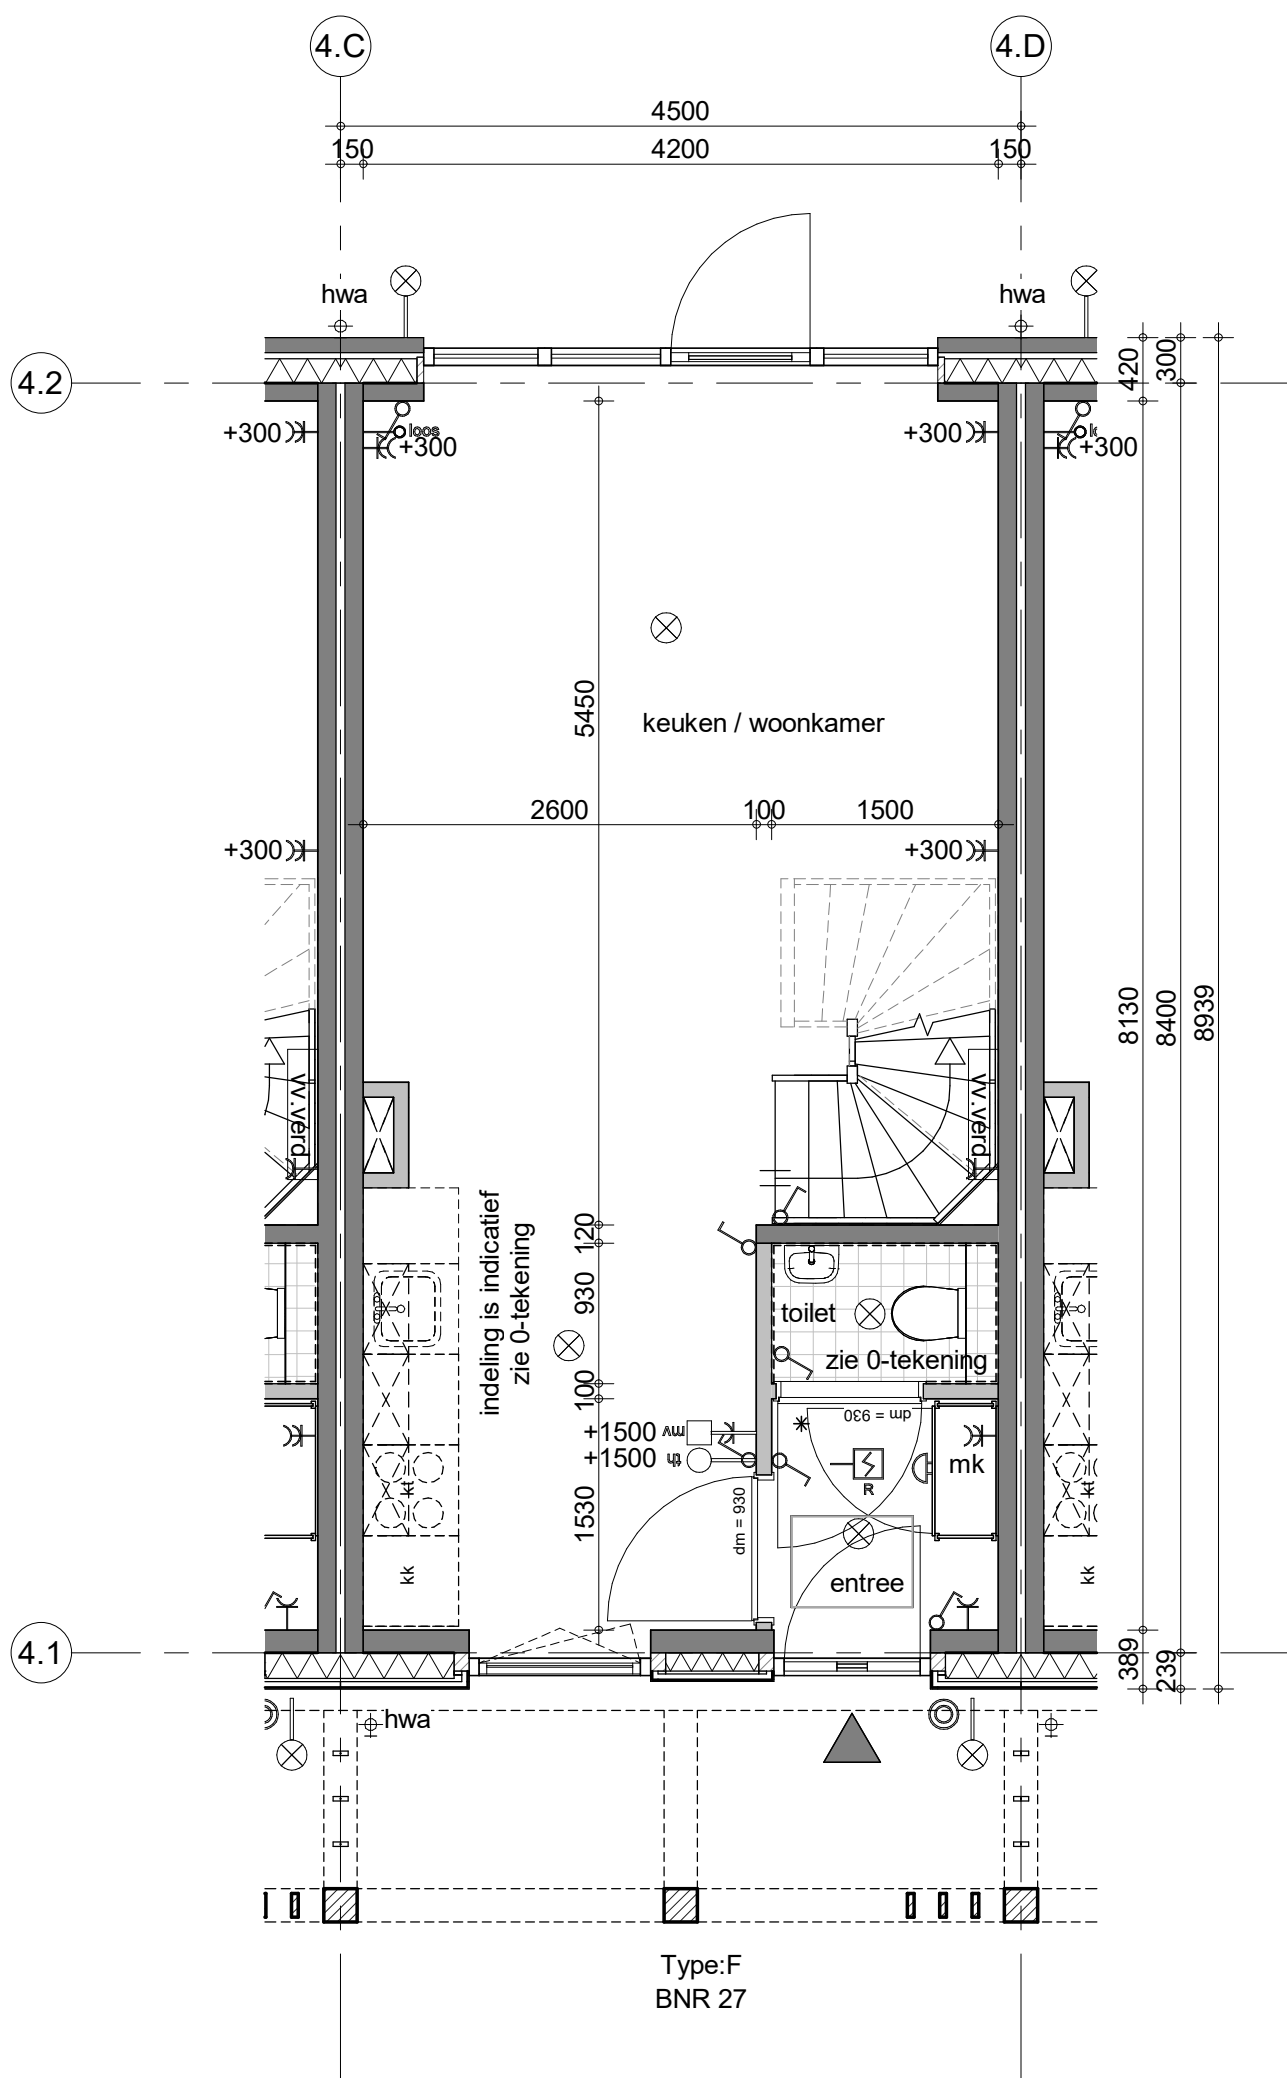 4.C
4.D
4500
150
4200
150
hwa
hwa
4.2
420
300
+300
loos
+300
+300
+300
5450
keuken / woonkamer
2600
100
1500
+300
+300
8130
8400
8939
vv.verd
vv.verd
indeling is indicatief
zie 0-tekening
120
930
100
1530
toilet
zie 0-tekening
+1500 mv
+1500 th
dm = 930
dm = 930
R
mk
kt
kt
kk
kk
entree
4.1
389
239
hwa
Type:F
BNR 27